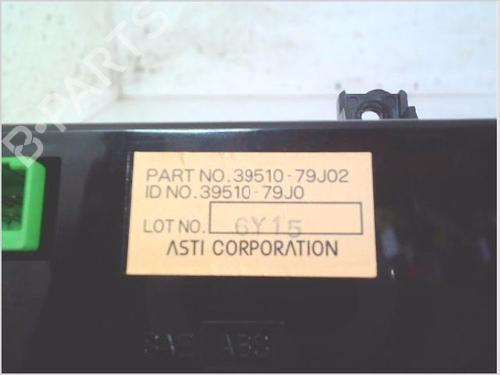 B-PARTS
PART NO.39510-79J02
ID NO.39510-79J0
LOT NO. 6Y15
ASTI CORPORATION